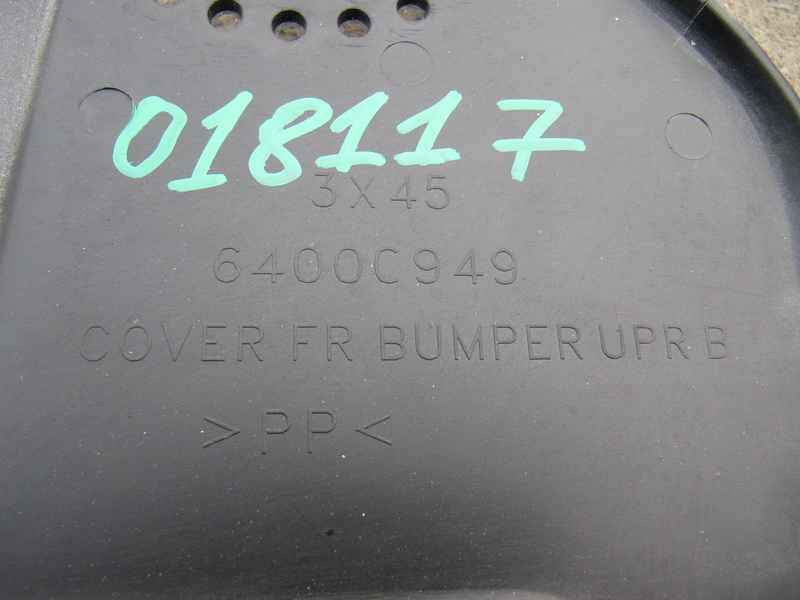 018117
3X45
6400C949
COVER FR BUMPER UPR B
>PP<